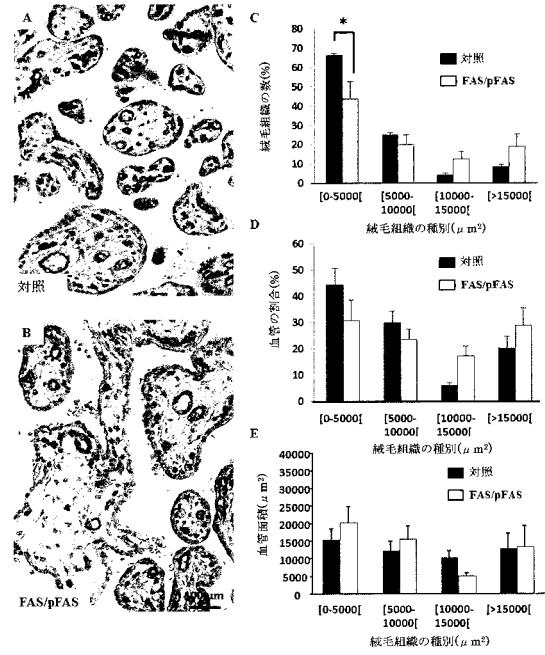 A
対照
B
FAS/pFAS
C
*
絨毛組織の数(%)
80
70
60
50
40
30
20
10
0
対照
FAS/pFAS
[0-5000[
[5000-10000[
[10000-15000[
[>15000[
絨毛組織の種別(μm²)
D
血管の割合(%)
60
50
40
30
20
10
0
対照
FAS/pFAS
[0-5000[
[5000-10000[
[10000-15000[
[>15000[
絨毛組織の種別(μm²)
E
血管面積(μm²)
40000
35000
30000
25000
20000
15000
10000
5000
0
対照
FAS/pFAS
[0-5000[
[5000-10000[
[10000-15000[
[>15000[
絨毛組織の種別(μm²)